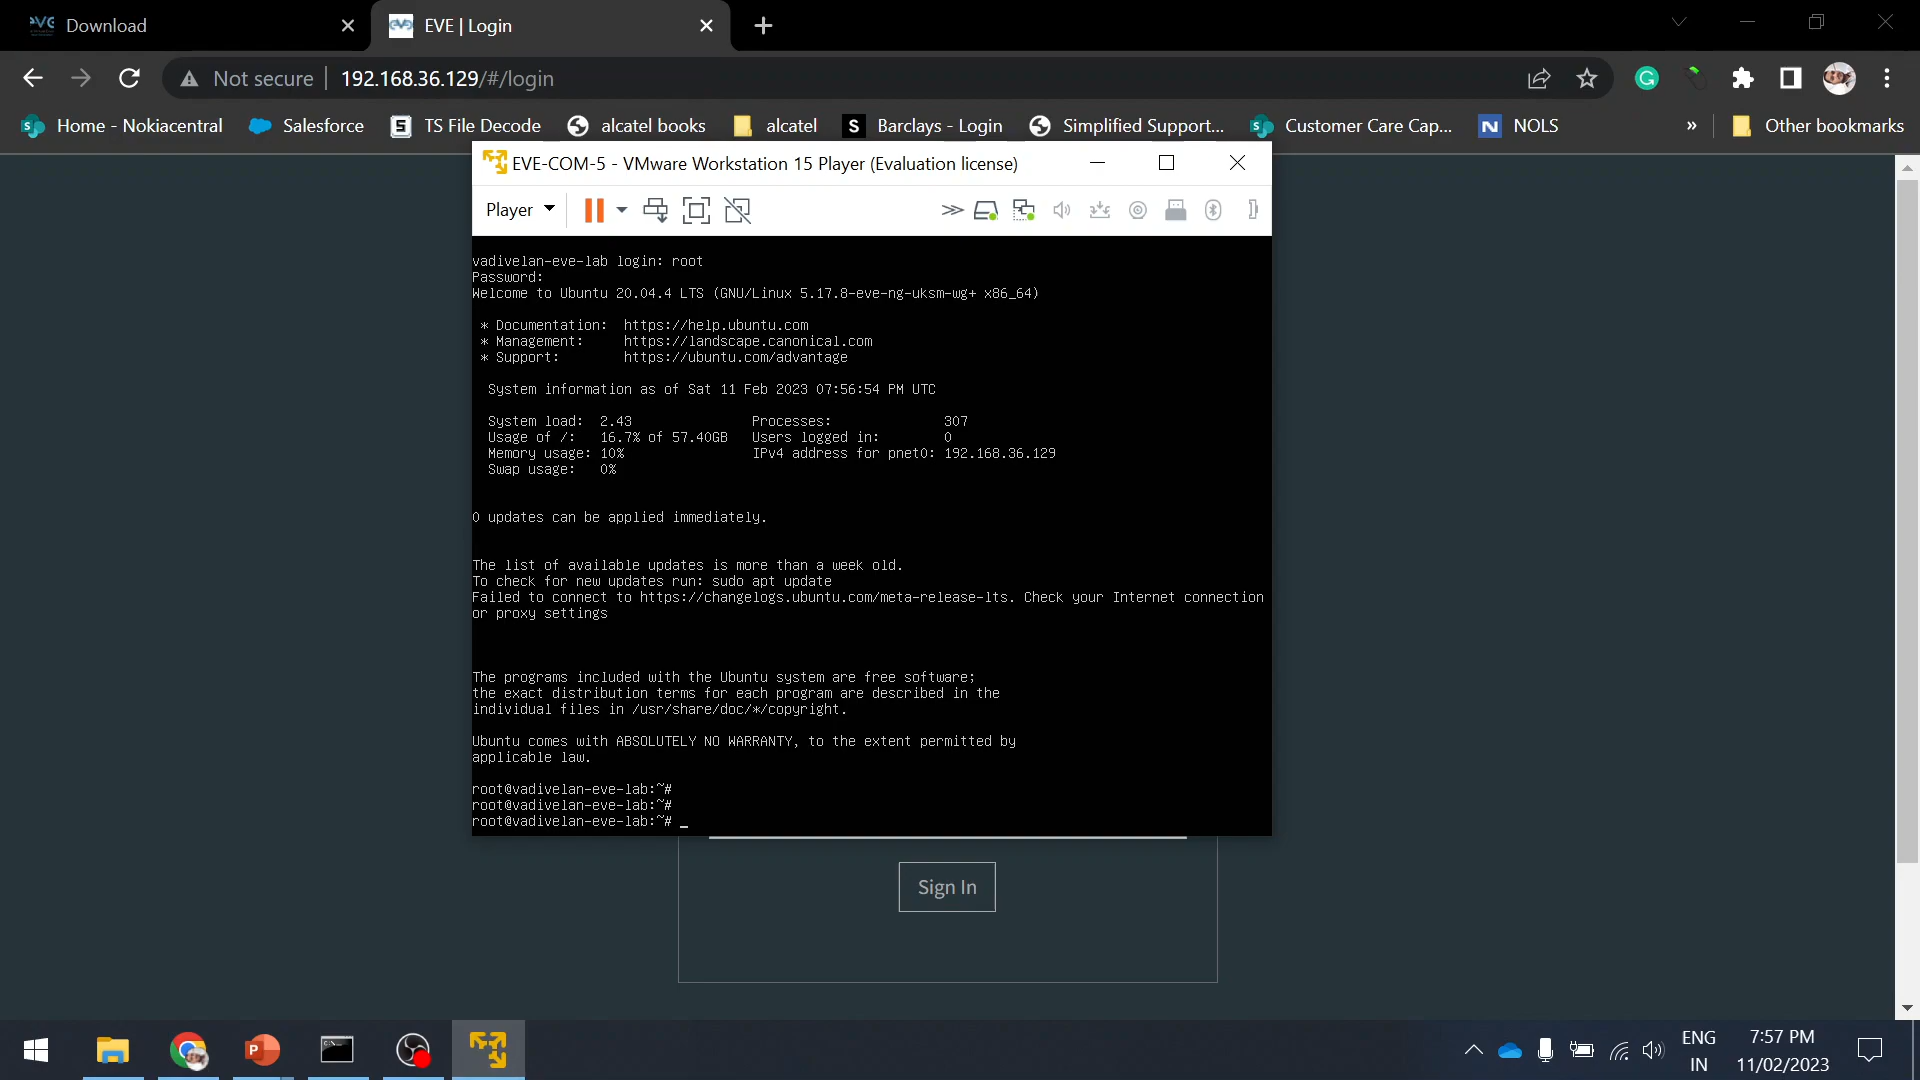 Download
EVE | Login
Not secure
192.168.36.129/#/login
Home - Nokiacentral
Salesforce
TS File Decode
alcatel books
alcatel
Barclays - Login
Simplified Support...
Customer Care Cap...
NOLS
»
Other bookmarks
EVE-COM-5 - VMware Workstation 15 Player (Evaluation license)
Player
vadivelan-eve-lab login: root
Password:
Welcome to Ubuntu 20.04.4 LTS (GNU/Linux 5.17.8-eve-ng-uksm-wg+ x86_64)
* Documentation: https://help.ubuntu.com
* Management: https://landscape.canonical.com
* Support: https://ubuntu.com/advantage
System information as of Sat 11 Feb 2023 07:56:54 PM UTC
System load: 2.43 Processes: 307
Usage of /: 16.7% of 57.40GB Users logged in: 0
Memory usage: 10% IPv4 address for pnet0: 192.168.36.129
Swap usage: 0%
0 updates can be applied immediately.
The list of available updates is more than a week old.
To check for new updates run: sudo apt update
Failed to connect to https://changelogs.ubuntu.com/meta-release-lts. Check your Internet connection
or proxy settings
The programs included with the Ubuntu system are free software;
the exact distribution terms for each program are described in the
individual files in /usr/share/doc/*/copyright.
Ubuntu comes with ABSOLUTELY NO WARRANTY, to the extent permitted by
applicable law.
root@vadivelan-eve-lab:~#
root@vadivelan-eve-lab:~#
root@vadivelan-eve-lab:~# _
Sign In
ENG
IN
7:57 PM
11/02/2023